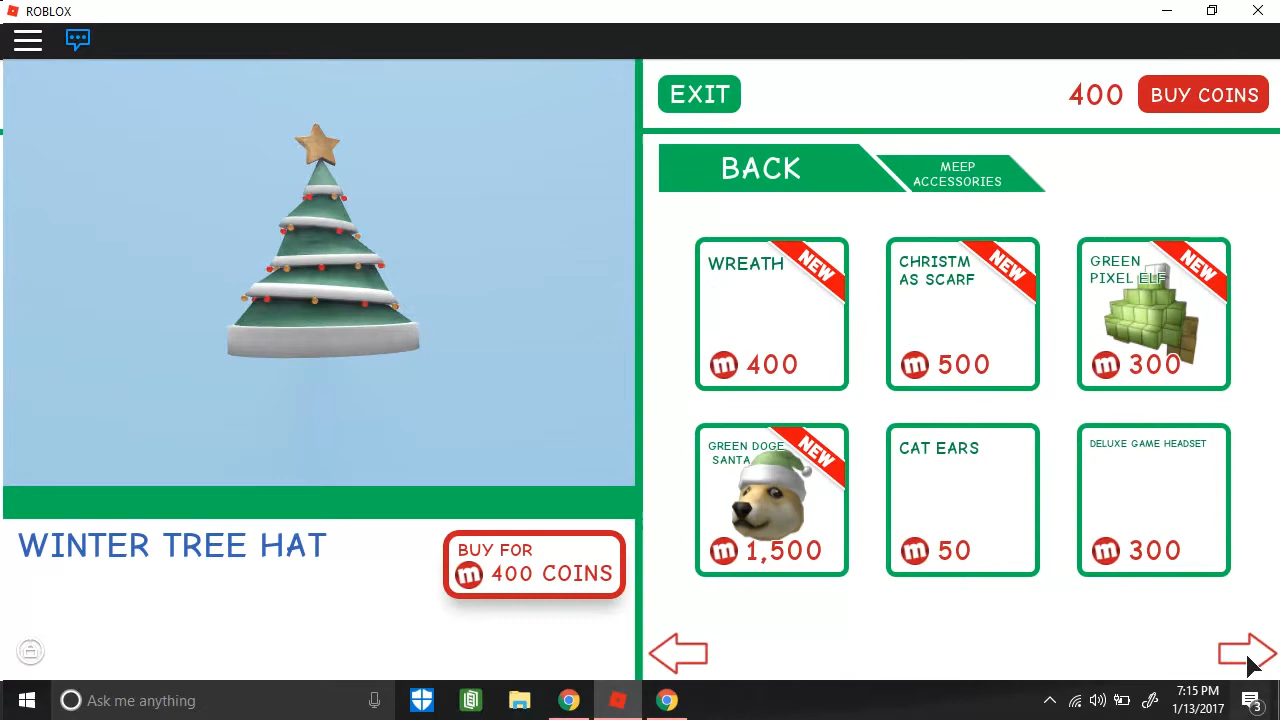 ROBLOX
EXIT
400
BUY COINS
BACK
MEEP
ACCESSORIES
WREATH
NEW
m 400
CHRISTM
AS SCARF
NEW
m 500
GREEN
PIXEL ELF
NEW
m 300
GREEN DOGE
SANTA
NEW
m 1,500
CAT EARS
m 50
DELUXE GAME HEADSET
m 300
WINTER TREE HAT
BUY FOR
m 400 COINS
Ask me anything
7:15 PM
1/13/2017
3